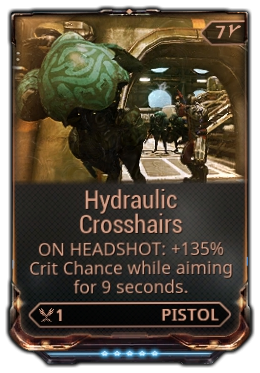 7
Hydraulic
Crosshairs
ON HEADSHOT: +135%
Crit Chance while aiming
for 9 seconds.
1 PISTOL